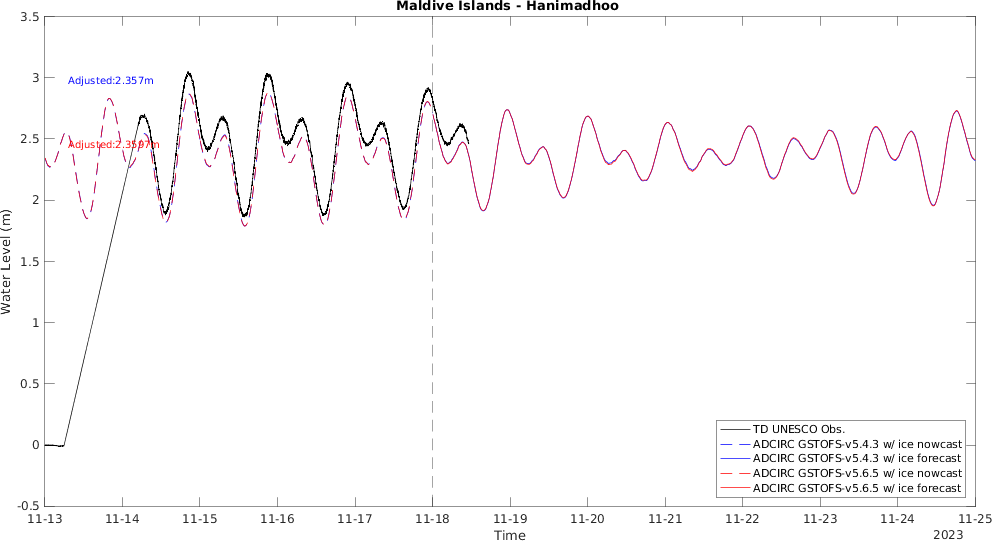 Maldive Islands - Hanimadhoo
3.5
3
2.5
2
1.5
1
0.5
0
-0.5
Water Level (m)
Adjusted:2.357m
Adjusted:2.3597m
TD UNESCO Obs.
ADCIRC GSTOFS-v5.4.3 w/ ice nowcast
ADCIRC GSTOFS-v5.4.3 w/ ice forecast
ADCIRC GSTOFS-v5.6.5 w/ ice nowcast
ADCIRC GSTOFS-v5.6.5 w/ ice forecast
11-13 11-14 11-15 11-16 11-17 11-18 11-19 11-20 11-21 11-22 11-23 11-24 11-25
Time
2023